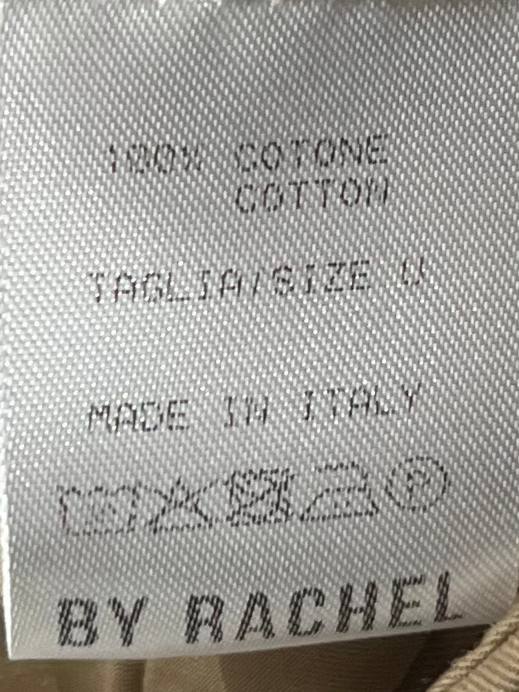 100% COTONE
COTTON
TAGLIA/SIZE U
MADE IN ITALY
P
BY RACHEL